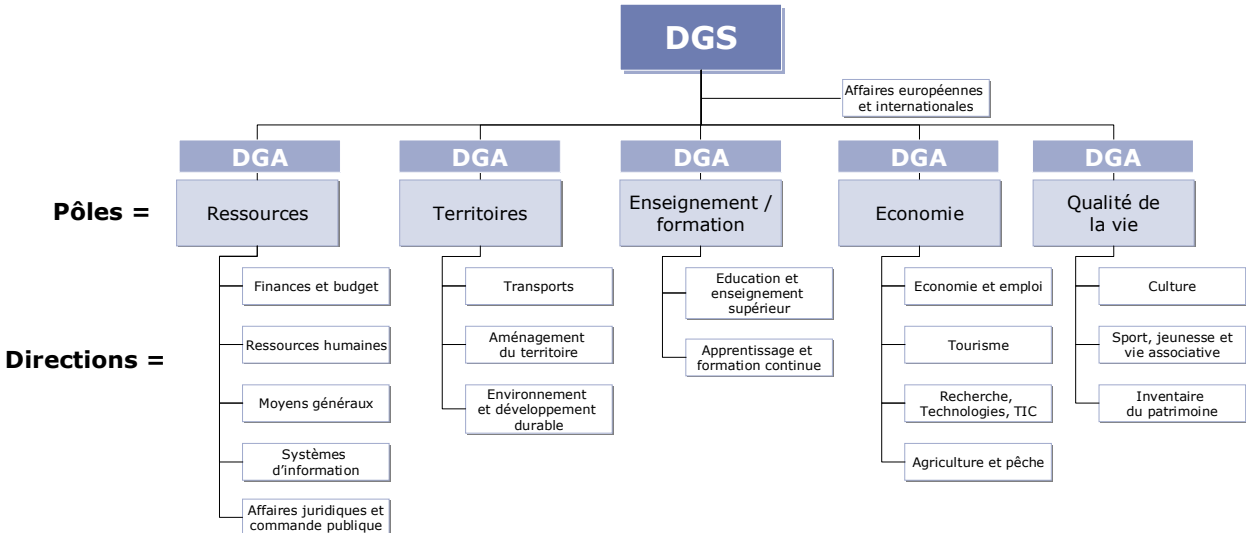 DGS
Affaires européennes
et internationales
DGA
DGA
DGA
DGA
DGA
Pôles =
Ressources
Territoires
Enseignement /
formation
Economie
Qualité de
la vie
Directions =
Finances et budget
Ressources humaines
Moyens généraux
Systèmes
d'information
Affaires juridiques et
commande publique
Transports
Aménagement
du territoire
Environnement
et développement
durable
Education et
enseignement
supérieur
Apprentissage et
formation continue
Economie et emploi
Tourisme
Recherche,
Technologies, TIC
Agriculture et pêche
Culture
Sport, jeunesse et
vie associative
Inventaire
du patrimoine